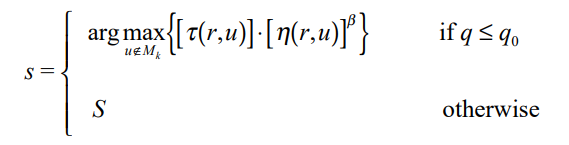 s = { arg max_{u∉M_k} {[τ(r,u)]·[η(r,u)]^β} if q ≤ q_0
S otherwise